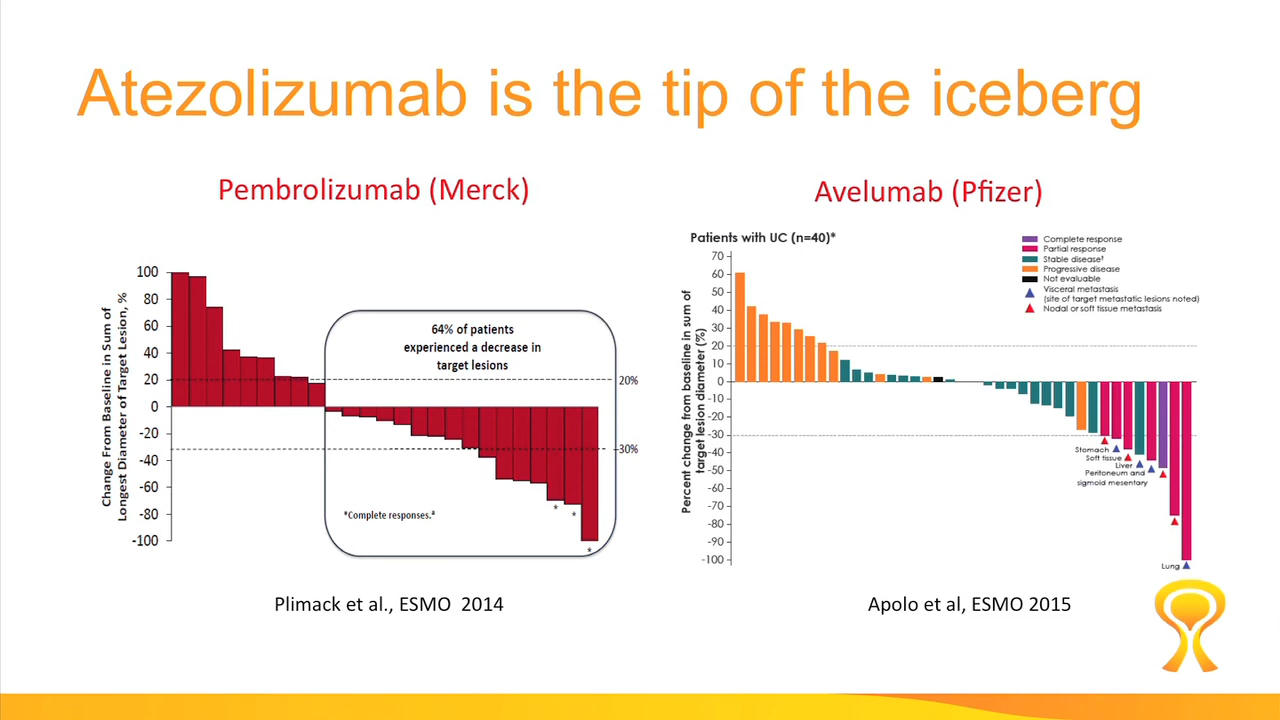 Atezolizumab is the tip of the iceberg
Pembrolizumab (Merck)
Change From Baseline in Sum of
Longest Diameter of Target Lesion, %
100
80
60
40
20
0
-20
-40
-60
-80
-100
64% of patients
experienced a decrease in
target lesions
20%
-30%
*Complete responses.ª
*
*
*
Plimack et al., ESMO 2014
Avelumab (Pfizer)
Patients with UC (n=40)*
Percent change from baseline in sum of
target lesion diameter (%)
70
60
50
40
30
20
10
0
-10
-20
-30
-40
-50
-60
-70
-80
-90
-100
Complete response
Partial response
Stable disease†
Progressive disease
Not evaluable
Visceral metastasis
(site of target metastatic lesions noted)
Nodal or soft tissue metastasis
Stomach
Soft tissue
Liver
Peritoneum and
sigmoid mesentary
Lung
Apolo et al, ESMO 2015